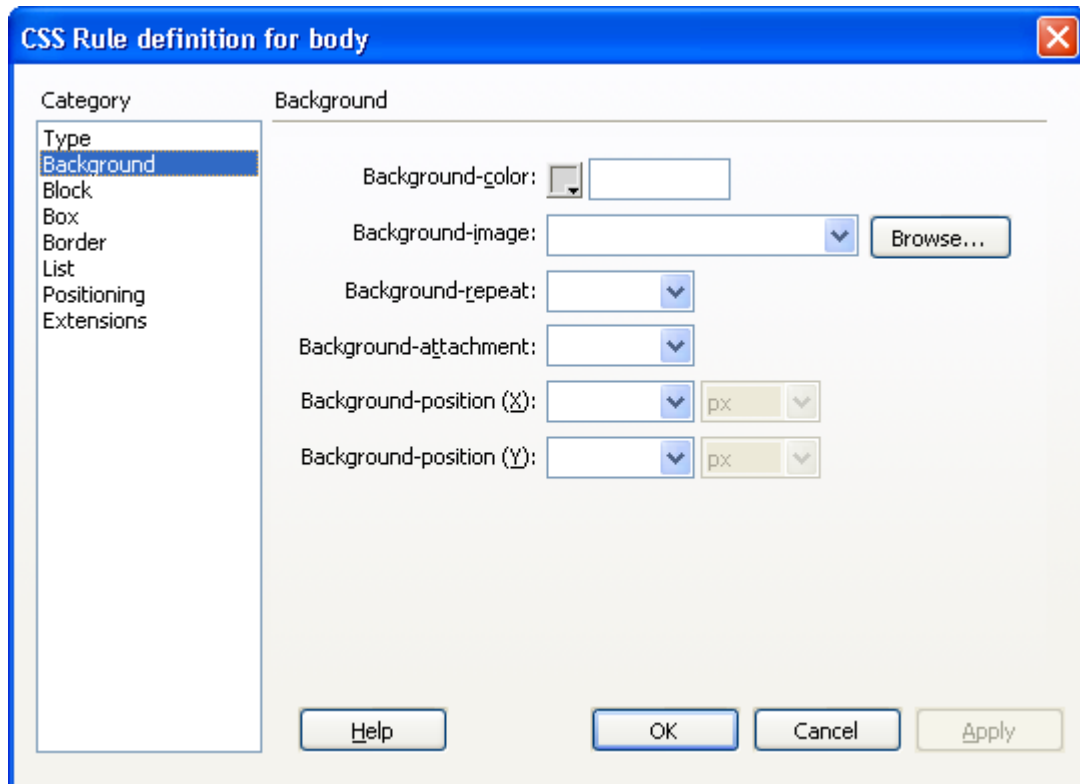 CSS Rule definition for body
Category
Type
Background
Block
Box
Border
List
Positioning
Extensions
Background
Background-color:
Background-image:
Browse...
Background-repeat:
Background-attachment:
Background-position (X):
px
Background-position (Y):
px
Help
OK
Cancel
Apply